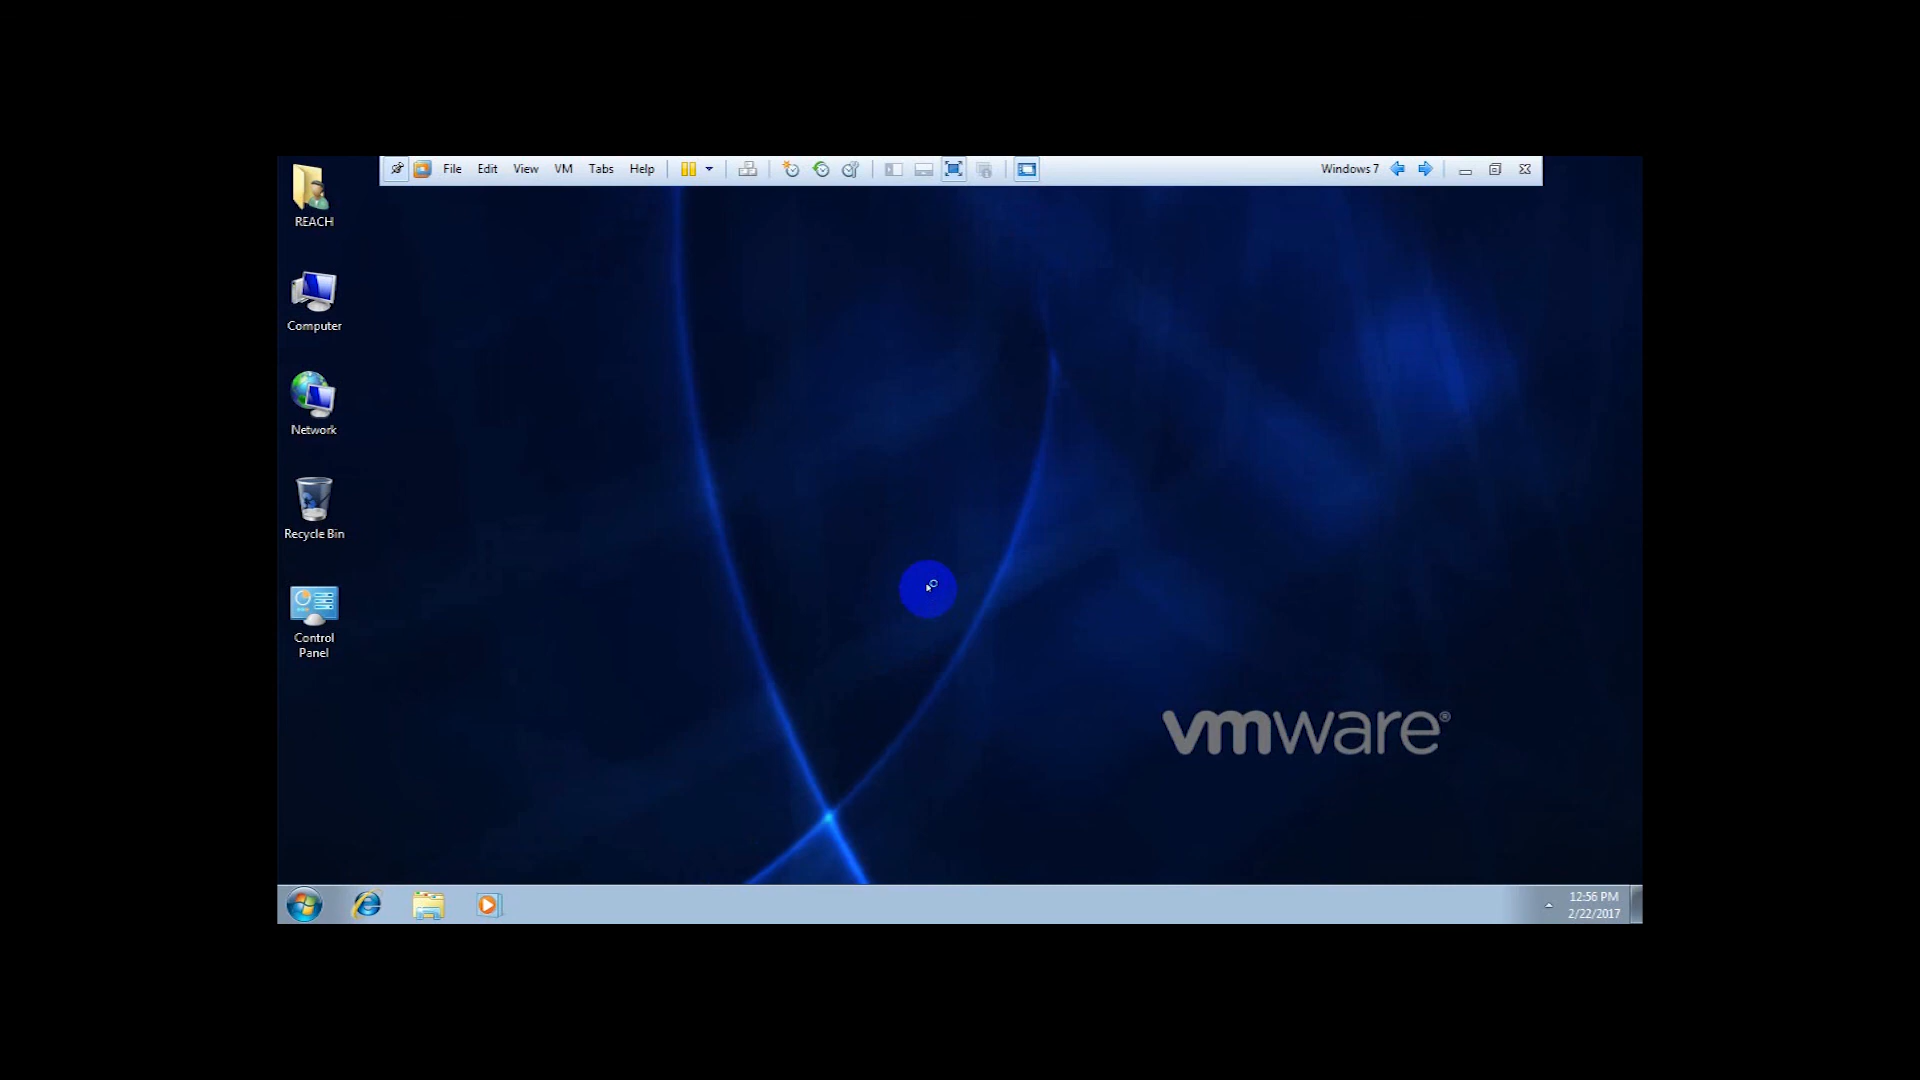 File Edit View VM Tabs Help Windows 7
REACH
Computer
Network
Recycle Bin
Control
Panel
vmware®
12:56 PM
2/22/2017